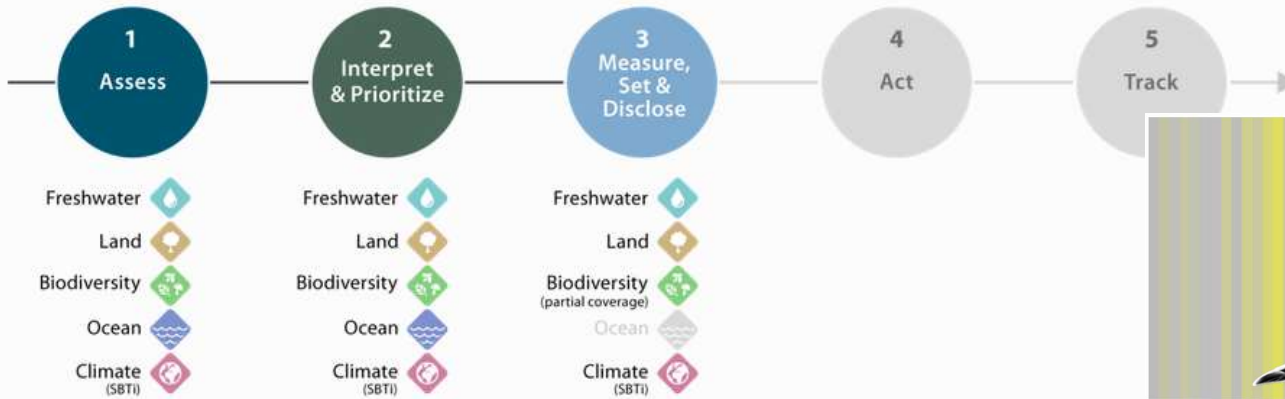 1
Assess
2
Interpret
& Prioritize
3
Measure,
Set &
Disclose
4
Act
5
Track
Freshwater
Land
Biodiversity
Ocean
Climate
(SBTi)
Freshwater
Land
Biodiversity
Ocean
Climate
(SBTi)
Freshwater
Land
Biodiversity
(partial coverage)
Ocean
Climate
(SBTi)